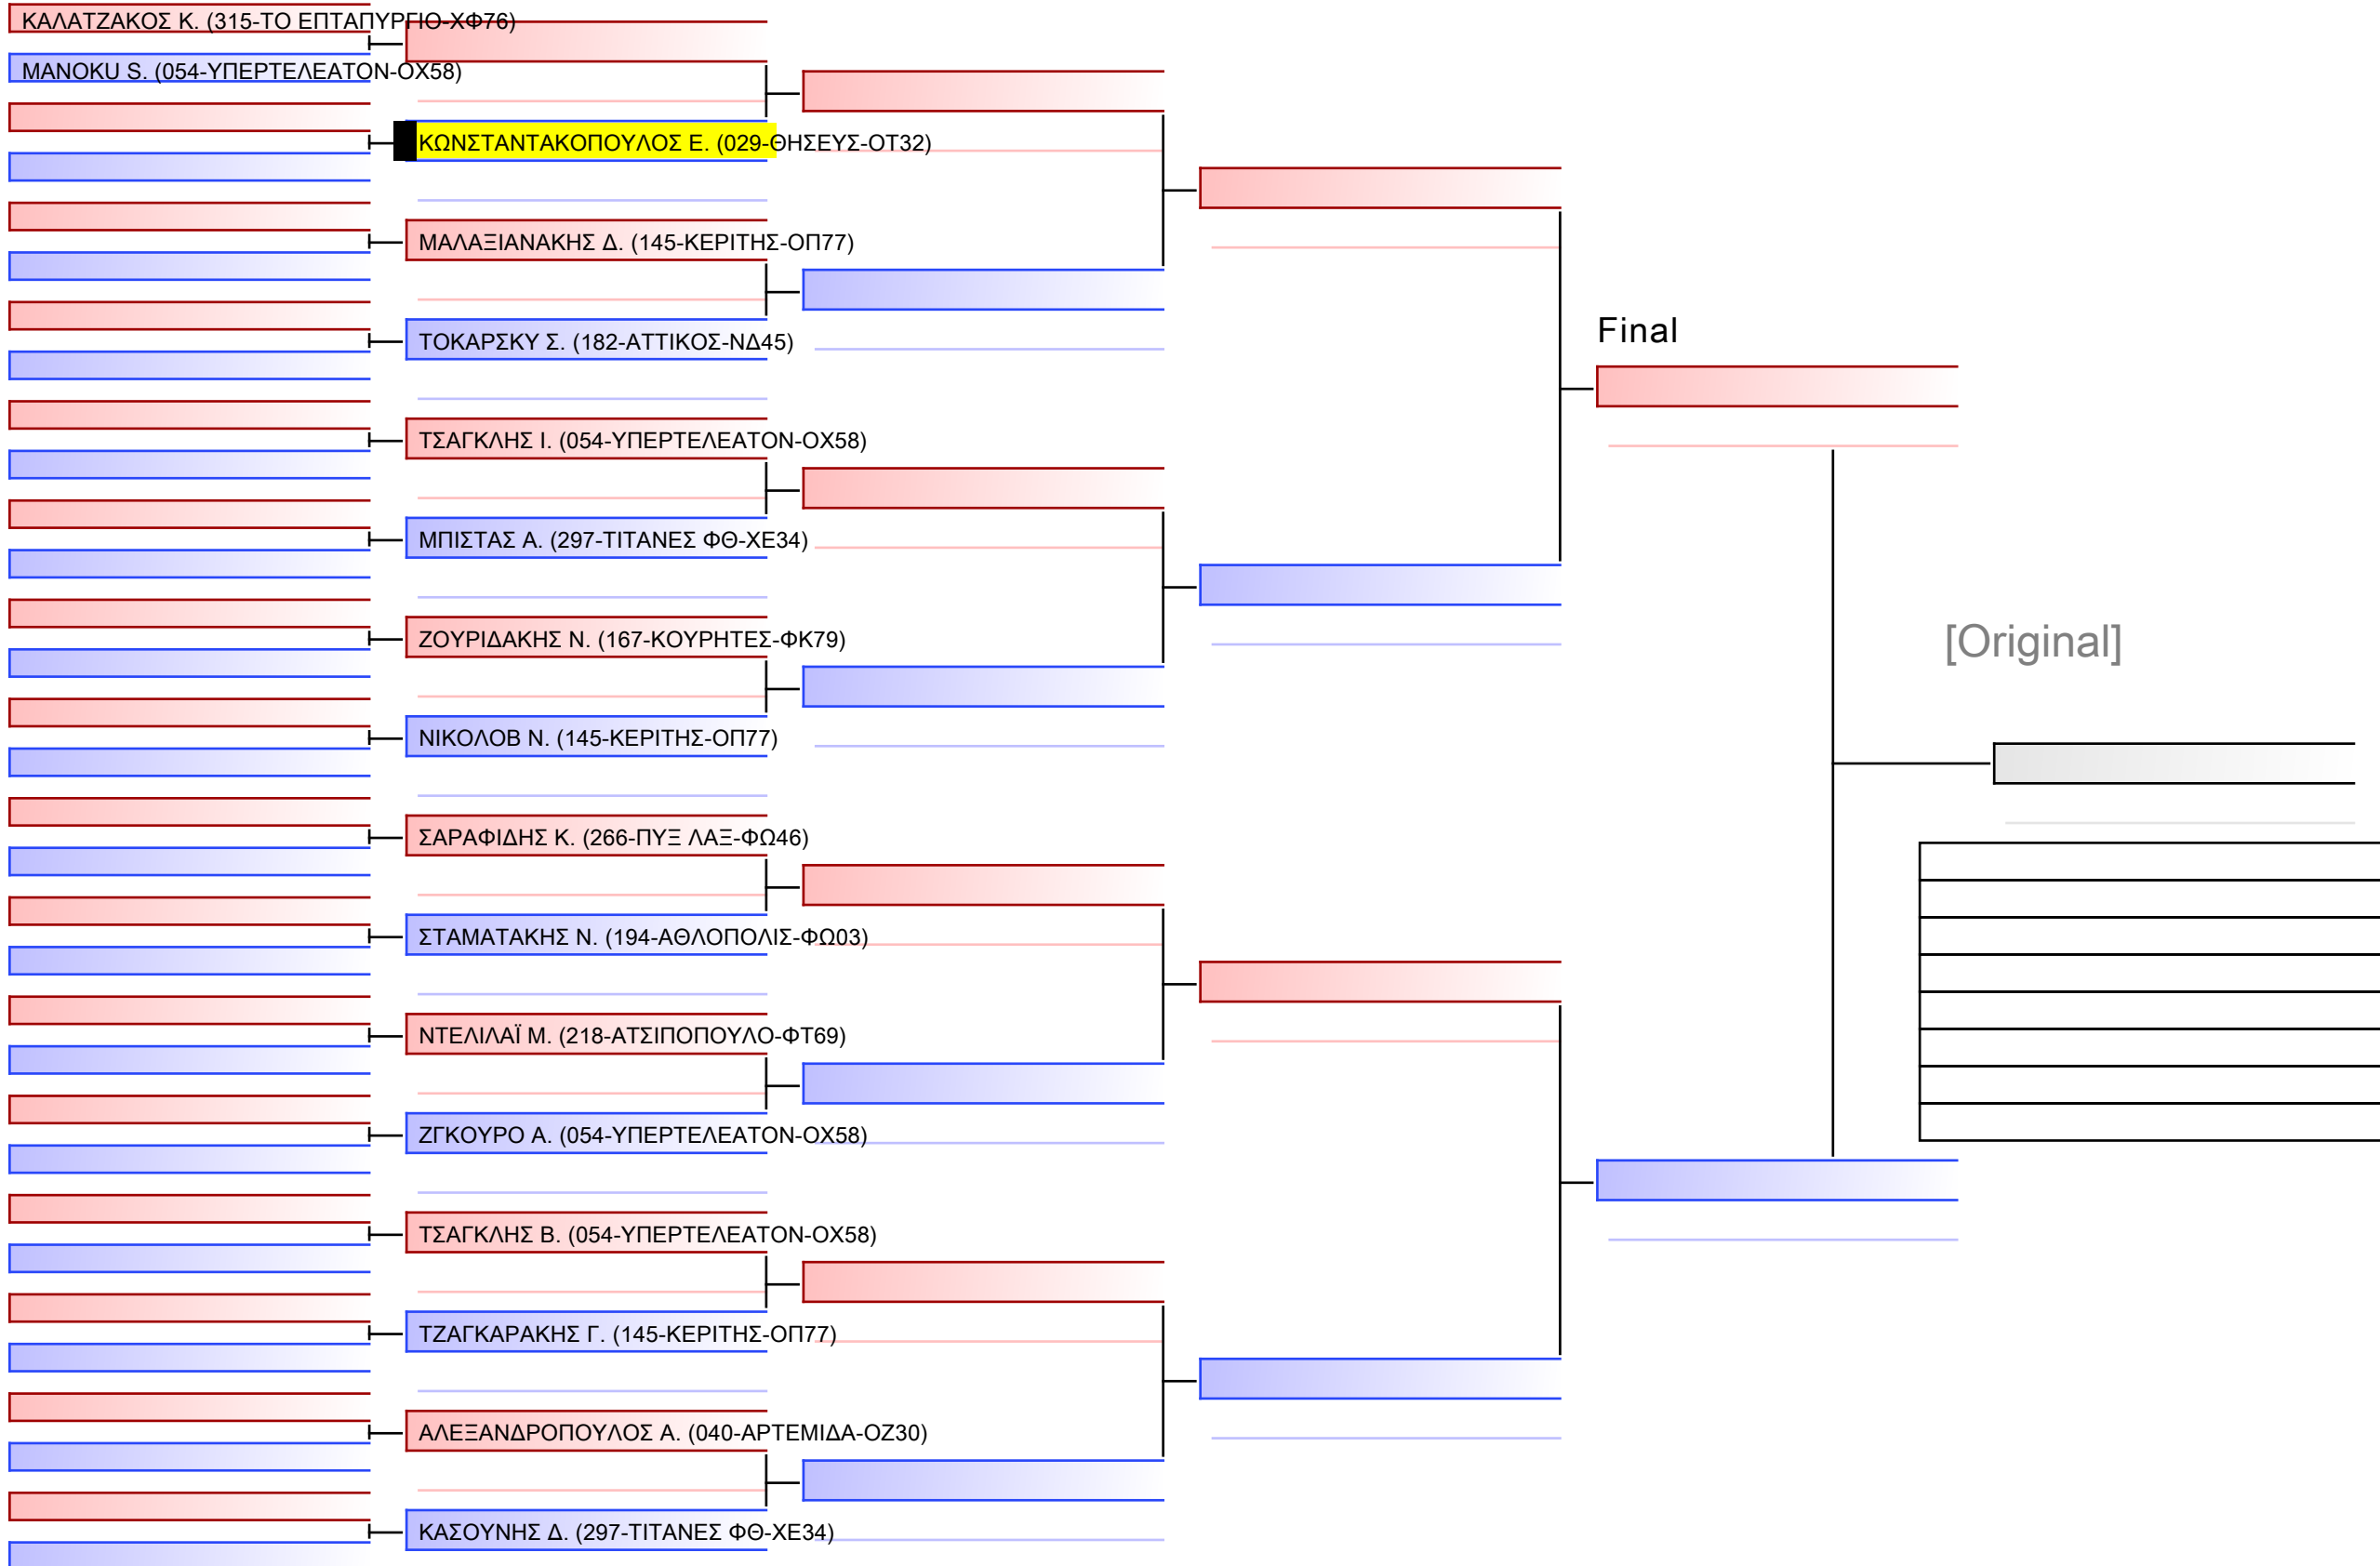 ΚΑΛΑΤΖΑΚΟΣ Κ. (315-ΤΟ ΕΠΤΑΠΥΡΓΙΟ-ΧΦ76)
MANOKU S. (054-ΥΠΕΡΤΕΛΕΑΤΟΝ-ΟΧ58)
ΚΩΝΣΤΑΝΤΑΚΟΠΟΥΛΟΣ Ε. (029-ΘΗΣΕΥΣ-ΟΤ32)
ΜΑΛΑΞΙΑΝΑΚΗΣ Δ. (145-ΚΕΡΙΤΗΣ-ΟΠ77)
ΤΟΚΑΡΣΚΥ Σ. (182-ΑΤΤΙΚΟΣ-ΝΔ45)
ΤΣΑΓΚΛΗΣ Ι. (054-ΥΠΕΡΤΕΛΕΑΤΟΝ-ΟΧ58)
ΜΠΙΣΤΑΣ Α. (297-ΤΙΤΑΝΕΣ ΦΘ-ΧΕ34)
ΖΟΥΡΙΔΑΚΗΣ Ν. (167-ΚΟΥΡΗΤΕΣ-ΦΚ79)
ΝΙΚΟΛΟΒ Ν. (145-ΚΕΡΙΤΗΣ-ΟΠ77)
ΣΑΡΑΦΙΔΗΣ Κ. (266-ΠΥΞ ΛΑΞ-ΦΩ46)
ΣΤΑΜΑΤΑΚΗΣ Ν. (194-ΑΘΛΟΠΟΛΙΣ-ΦΩ03)
ΝΤΕΛΙΛΑΪ Μ. (218-ΑΤΣΙΠΟΠΟΥΛΟ-ΦΤ69)
ΖΓΚΟΥΡΟ Α. (054-ΥΠΕΡΤΕΛΕΑΤΟΝ-ΟΧ58)
ΤΣΑΓΚΛΗΣ Β. (054-ΥΠΕΡΤΕΛΕΑΤΟΝ-ΟΧ58)
ΤΖΑΓΚΑΡΑΚΗΣ Γ. (145-ΚΕΡΙΤΗΣ-ΟΠ77)
ΑΛΕΞΑΝΔΡΟΠΟΥΛΟΣ Α. (040-ΑΡΤΕΜΙΔΑ-ΟΖ30)
ΚΑΣΟΥΝΗΣ Δ. (297-ΤΙΤΑΝΕΣ ΦΘ-ΧΕ34)
Final
[Original]